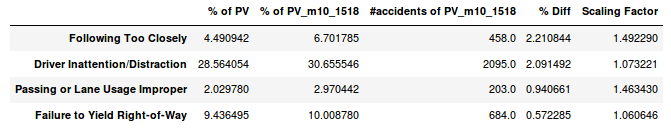 % of PV % of PV_m10_1518 #accidents of PV_m10_1518 % Diff Scaling Factor
Following Too Closely 4.490942 6.701785 458.0 2.210844 1.492290
Driver Inattention/Distraction 28.564054 30.655546 2095.0 2.091492 1.073221
Passing or Lane Usage Improper 2.029780 2.970442 203.0 0.940661 1.463430
Failure to Yield Right-of-Way 9.436495 10.008780 684.0 0.572285 1.060646